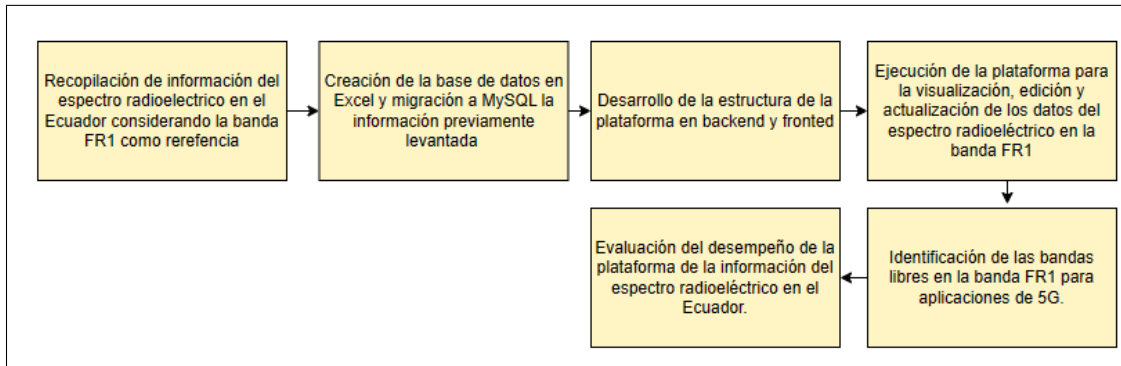 Recopilación de información del
espectro radioelectrico en el
Ecuador considerando la banda
FR1 como rerefencia
Creación de la base de datos en
Excel y migración a MySQL la
información previamente
levantada
Desarrollo de la estructura de la
plataforma en backend y fronted
Ejecución de la plataforma para
la visualización, edición y
actualización de los datos del
espectro radioeléctrico en la
banda FR1
Identificación de las bandas
libres en la banda FR1 para
aplicaciones de 5G.
Evaluación del desempeño de la
plataforma de la información del
espectro radioeléctrico en el
Ecuador.